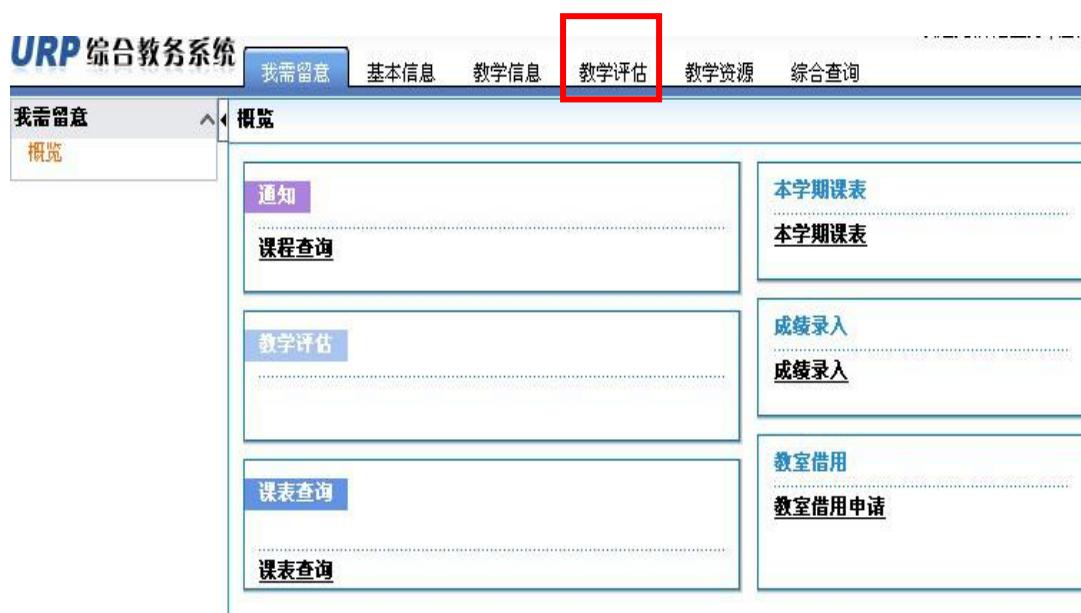 URP 综合教务系统
我需留意 基本信息 教学信息 教学评估 教学资源 综合查询
我需留意
概览
概览
通知
课程查询
教学评估
课表查询
课表查询
本学期课表
本学期课表
成绩录入
成绩录入
教室借用
教室借用申请